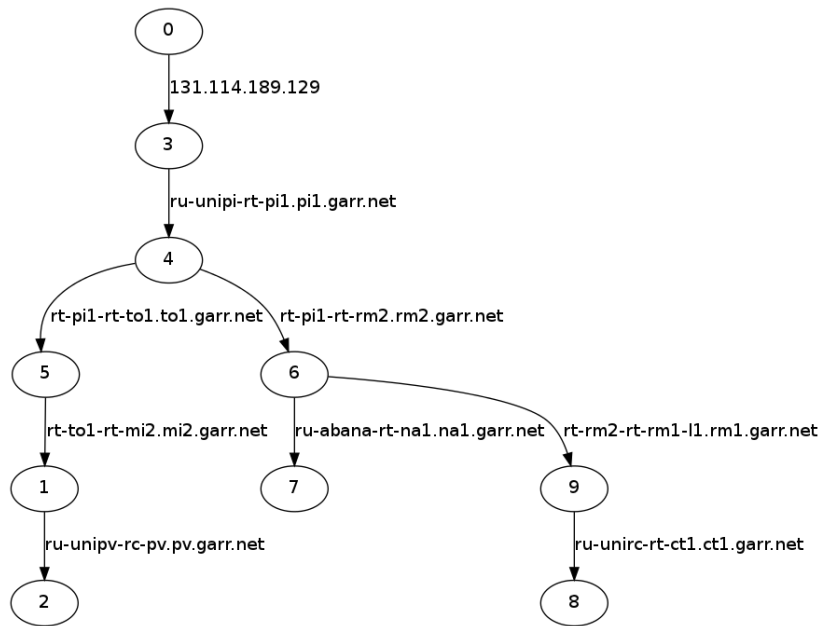 0
131.114.189.129
3
ru-unipi-rt-pi1.pi1.garr.net
4
rt-pi1-rt-to1.to1.garr.net
rt-pi1-rt-rm2.rm2.garr.net
5
6
rt-to1-rt-mi2.mi2.garr.net
ru-abana-rt-na1.na1.garr.net
rt-rm2-rt-rm1-l1.rm1.garr.net
1
7
9
ru-unipv-rc-pv.pv.garr.net
ru-unirc-rt-ct1.ct1.garr.net
2
8